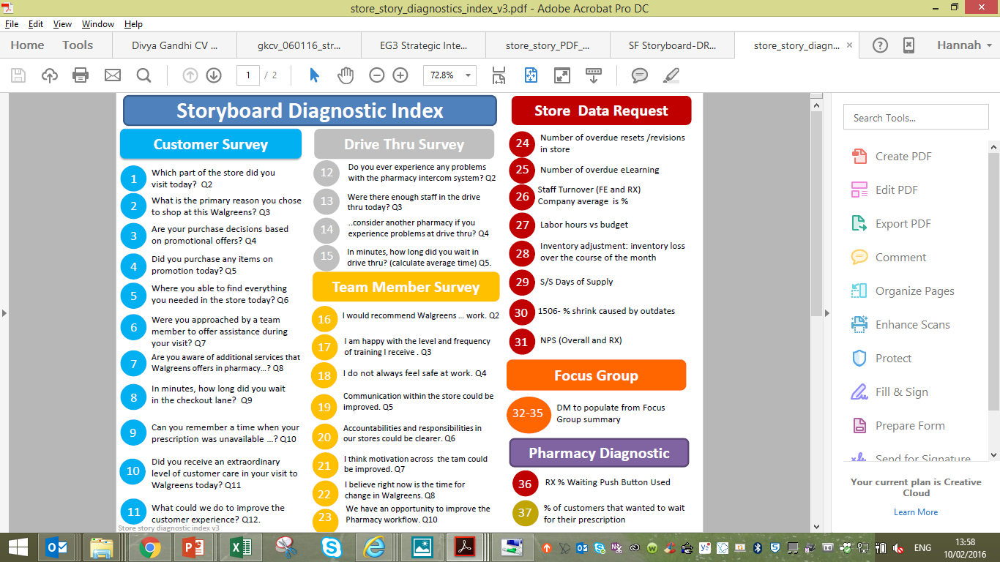 store_story_diagnostics_index_v3.pdf - Adobe Acrobat Pro DC
File Edit View Window Help
Home Tools Divya Gandhi CV ... gkcv_060116_str... EG3 Strategic Inte... store_story_PDF_... SF Storyboard-DR... store_story_diagn... × Hannah
1 / 2 72.8%
Storyboard Diagnostic Index
Customer Survey
1 Which part of the store did you
visit today? Q2
2 What is the primary reason you chose
to shop at this Walgreens? Q3
3 Are your purchase decisions based
on promotional offers? Q4
4 Did you purchase any items on
promotion today? Q5
5 Where you able to find everything
you needed in the store today? Q6
6 Were you approached by a team
member to offer assistance during
your visit? Q7
7 Are you aware of additional services that
Walgreens offers in pharmacy...? Q8
8 In minutes, how long did you wait
in the checkout lane? Q9
9 Can you remember a time when your
prescription was unavailable ...? Q10
10 Did you receive an extraordinary
level of customer care in your visit to
Walgreens today? Q11
11 What could we do to improve the
customer experience? Q12.
Store story diagnostic index v3
Drive Thru Survey
12 Do you ever experience any problems
with the pharmacy intercom system? Q2
13 Were there enough staff in the drive
thru today? Q3
14 ..consider another pharmacy if you
experience problems at drive thru? Q4
15 In minutes, how long did you wait in
drive thru? (calculate average time) Q5.
Team Member Survey
16 I would recommend Walgreens ... work. Q2
17 I am happy with the level and frequency
of training I receive . Q3
18 I do not always feel safe at work. Q4
19 Communication within the store could be
improved. Q5
20 Accountabilities and responsibilities in
our stores could be clearer. Q6
21 I think motivation across the tam could
be improved. Q7
22 I believe right now is the time for
change in Walgreens. Q8
23 We have an opportunity to improve the
Pharmacy workflow. Q10
Store Data Request
24 Number of overdue resets /revisions
in store
25 Number of overdue eLearning
26 Staff Turnover (FE and RX)
Company average is %
27 Labor hours vs budget
28 Inventory adjustment: inventory loss
over the course of the month
29 S/S Days of Supply
30 1506- % shrink caused by outdates
31 NPS (Overall and RX)
Focus Group
32-35 DM to populate from Focus
Group summary
Pharmacy Diagnostic
36 RX % Waiting Push Button Used
37 % of customers that wanted to wait
for their prescription
Search Tools...
Create PDF
Edit PDF
Export PDF
Comment
Organize Pages
Enhance Scans
Protect
Fill & Sign
Prepare Form
Send for Signature
Your current plan is Creative
Cloud
Learn More
ENG
13:58
10/02/2016